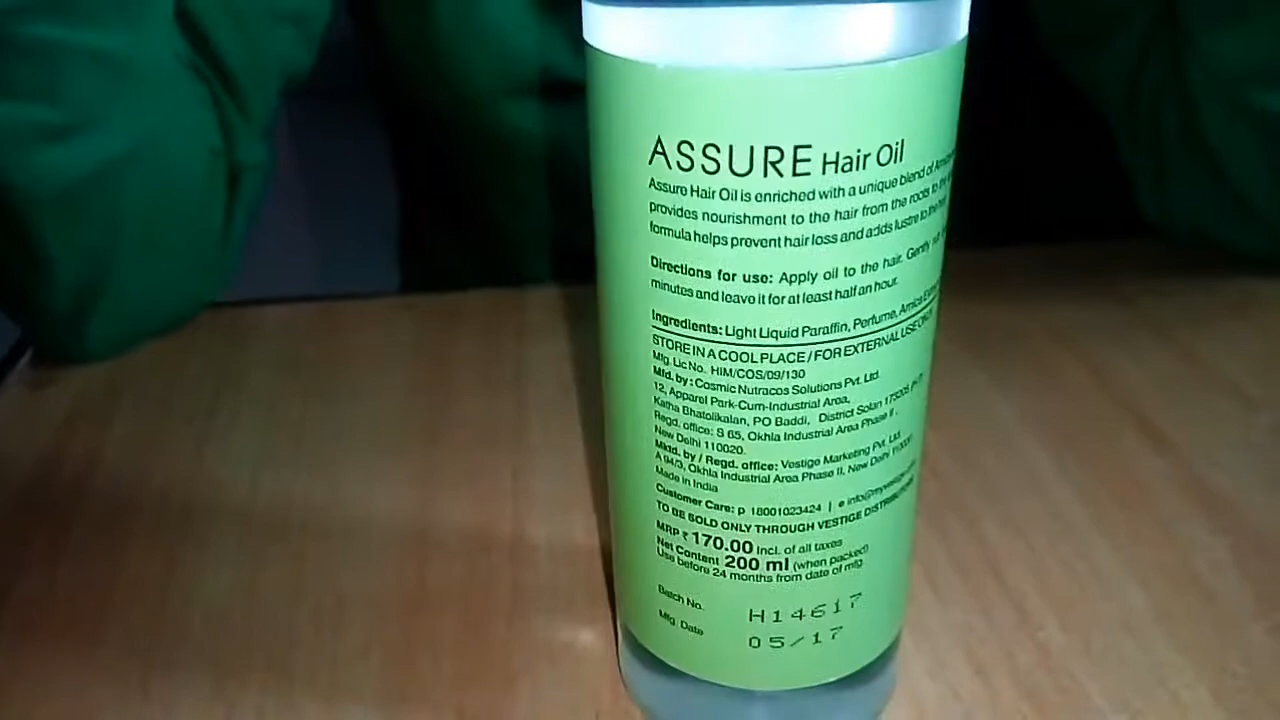 ASSURE Hair Oil
Assure Hair Oil is enriched with a unique blend of
provides nourishment to the hair from the roots to the
formula helps prevent hair loss and adds lustre to the
Directions for use: Apply oil to the hair. Gently
minutes and leave it for at least half an hour.
Ingredients: Light Liquid Paraffin, Perfume, Arnica
STORE IN A COOL PLACE / FOR EXTERNAL USE ONLY
Mfg. Lic No. HIM/COS/09/130
Mfd. by : Cosmic Nutracos Solutions Pvt. Ltd.
12, Apparel Park-Cum-Industrial Area,
Katha Bhatolikalan, PO Baddi, District Solan
Regd. office: S 65, Okhla Industrial Area Phase II,
New Delhi 110020.
Mktd. by / Regd. office: Vestige Marketing Pvt. Ltd.
A 94/3, Okhla Industrial Area Phase II, New Delhi
Made in India
Customer Care: p 18001023424 | e
TO BE SOLD ONLY THROUGH VESTIGE
MRP ₹ 170.00 Incl. of all taxes
Net Content 200 ml (when packed)
Use before 24 months from date of mfg.
Batch No. H14617
Mfg. Date 05/17